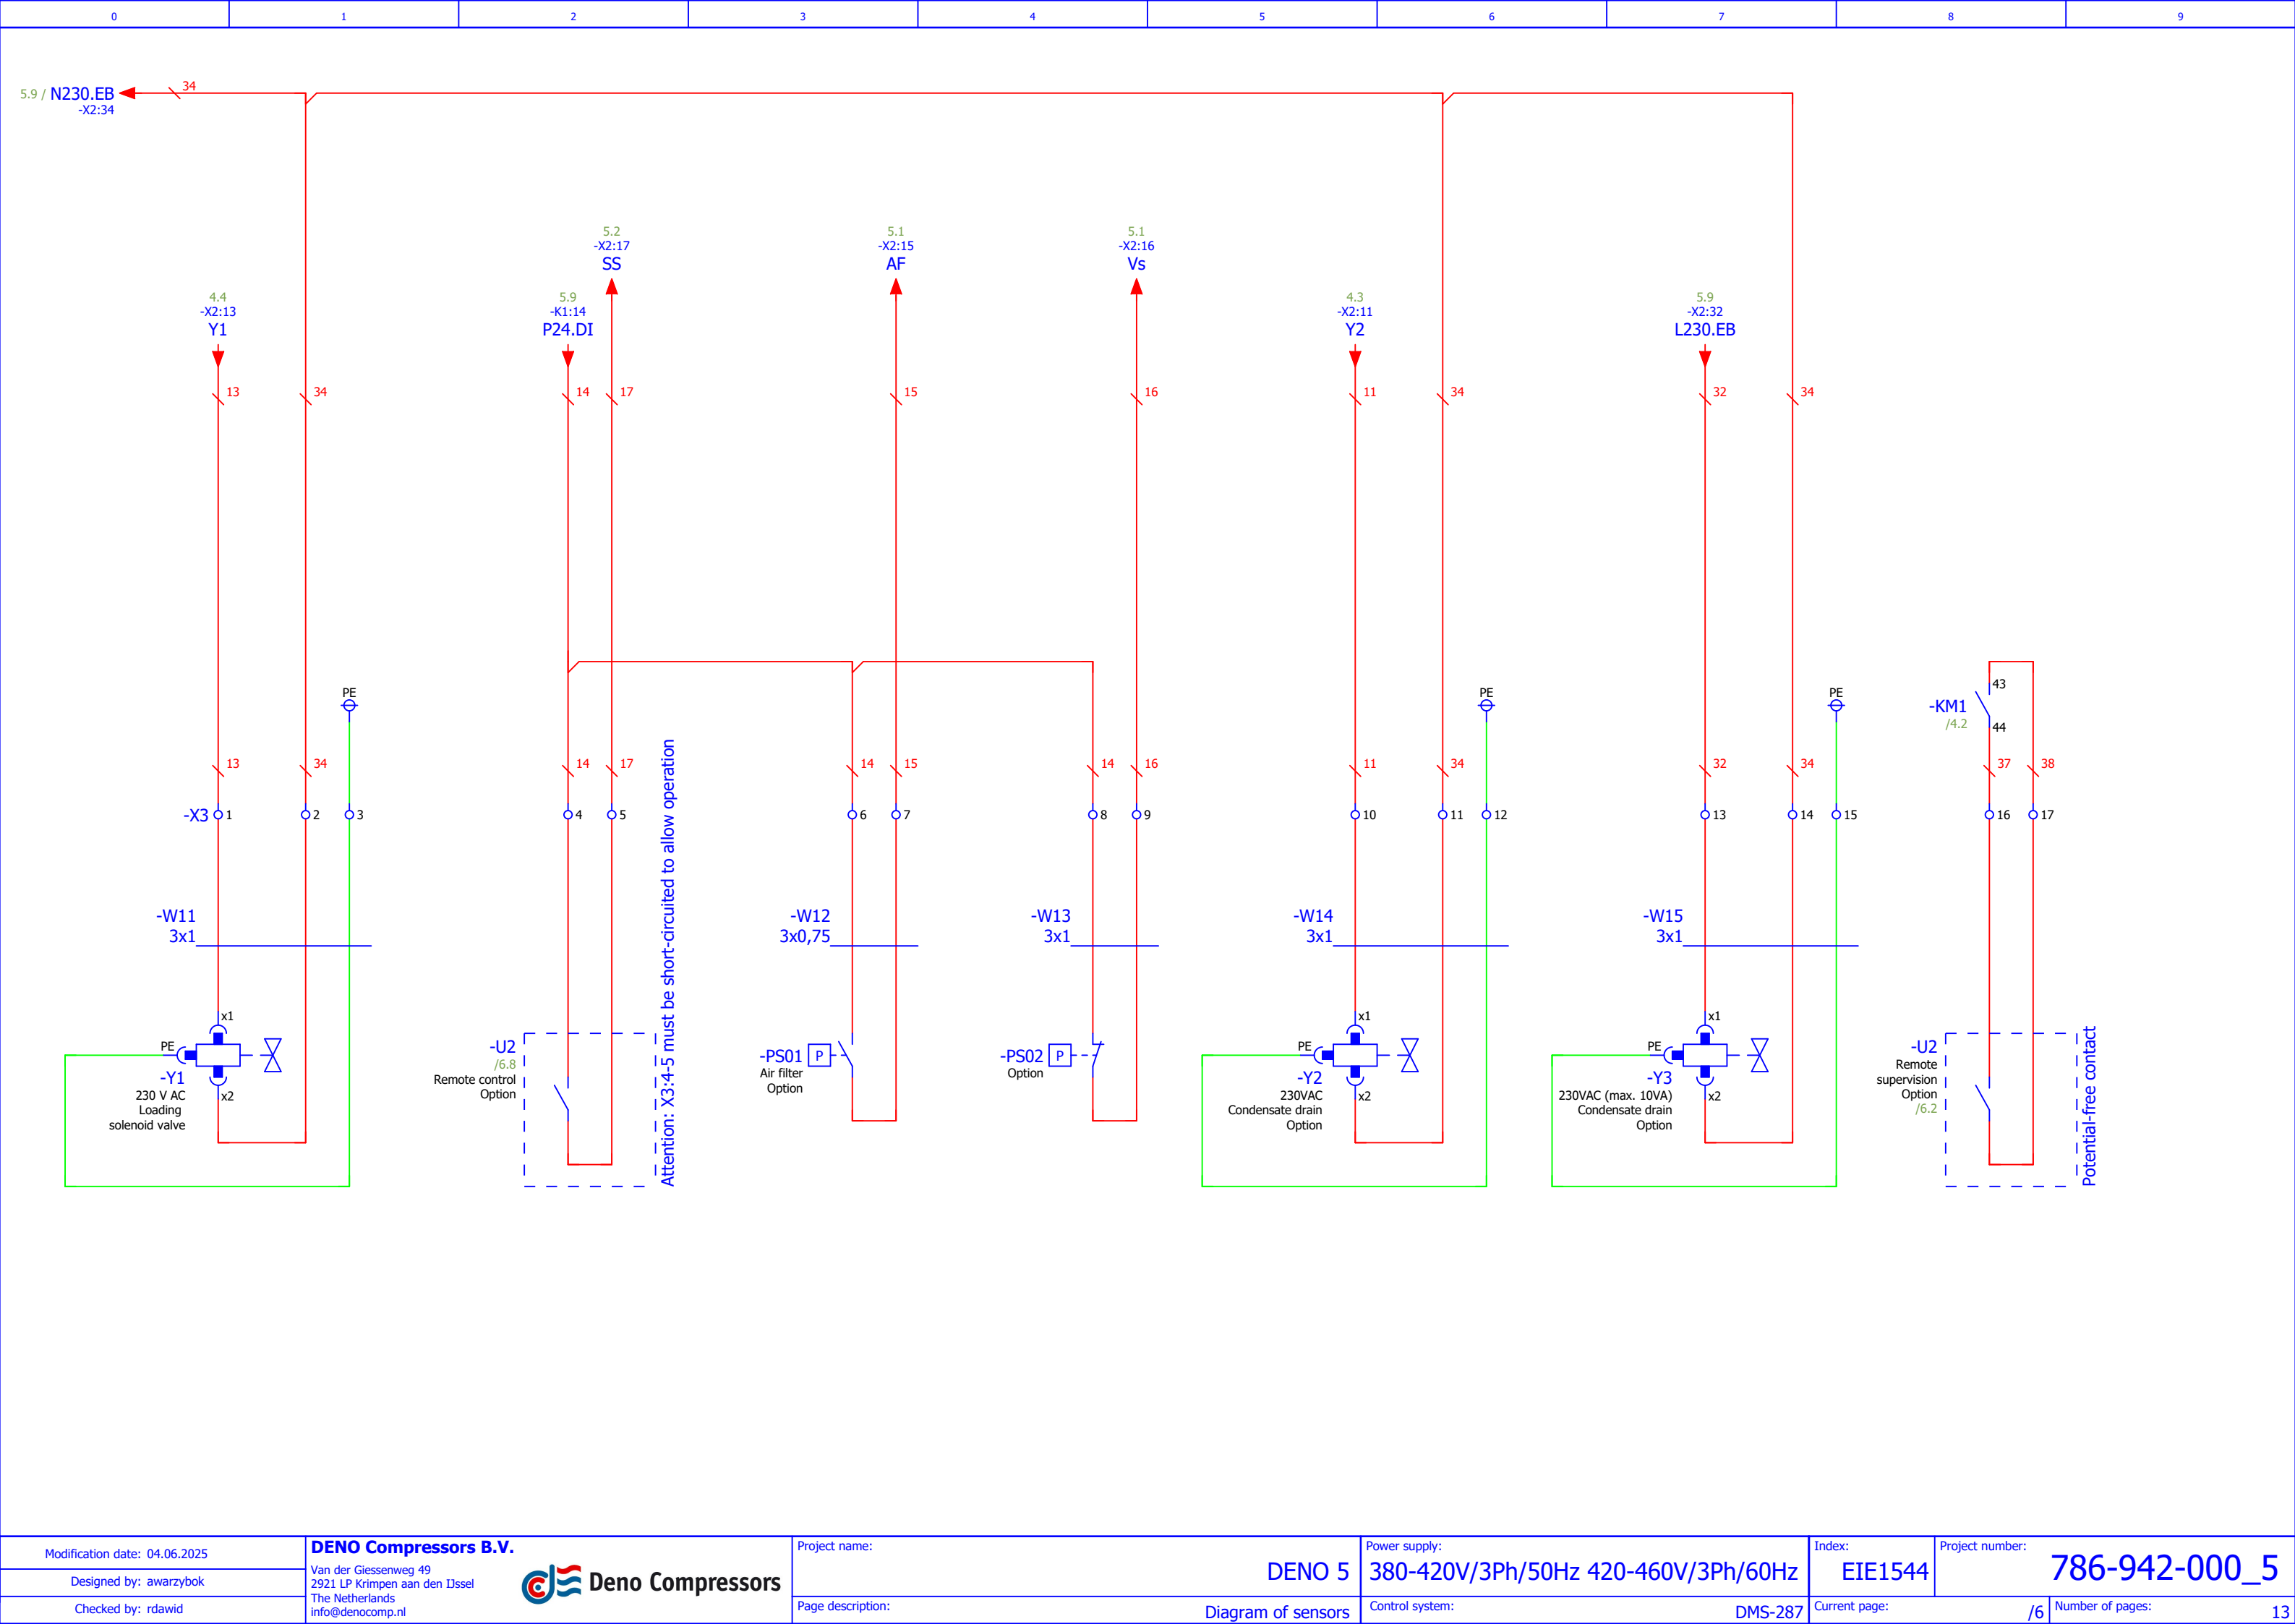 0 1 2 3 4 5 6 7 8 9
5.9 / N230.EB
-X2:34
34
5.2
-X2:17
SS
5.1
-X2:15
AF
5.1
-X2:16
Vs
4.4
-X2:13
Y1
5.9
-K1:14
P24.DI
4.3
-X2:11
Y2
5.9
-X2:32
L230.EB
13 34 14 17 15 16 11 34 32 34
PE PE PE
-KM1
/4.2
43
44
13 34 14 17 14 15 14 16 11 34 32 34 37 38
-X3 1 2 3 4 5 6 7 8 9 10 11 12 13 14 15 16 17
Attention: X3:4-5 must be short-circuited to allow operation
-W11
3x1
-W12
3x0,75
-W13
3x1
-W14
3x1
-W15
3x1
x1
PE
-Y1
x2
230 V AC
Loading
solenoid valve
-U2
/6.8
Remote control
Option
-PS01 P
Air filter
Option
-PS02 P
Option
x1
PE
-Y2
x2
230VAC
Condensate drain
Option
x1
PE
-Y3
x2
230VAC (max. 10VA)
Condensate drain
Option
-U2
Remote
supervision
Option
/6.2
Potential-free contact
Modification date: 04.06.2025
Designed by: awarzybok
Checked by: rdawid
DENO Compressors B.V.
Van der Giessenweg 49
2921 LP Krimpen aan den IJssel
The Netherlands
info@denocomp.nl
Deno Compressors
Project name:
DENO 5
Page description:
Diagram of sensors
Power supply:
380-420V/3Ph/50Hz 420-460V/3Ph/60Hz
Control system:
DMS-287
Index:
EIE1544
Project number:
786-942-000_5
Current page:
/6
Number of pages:
13